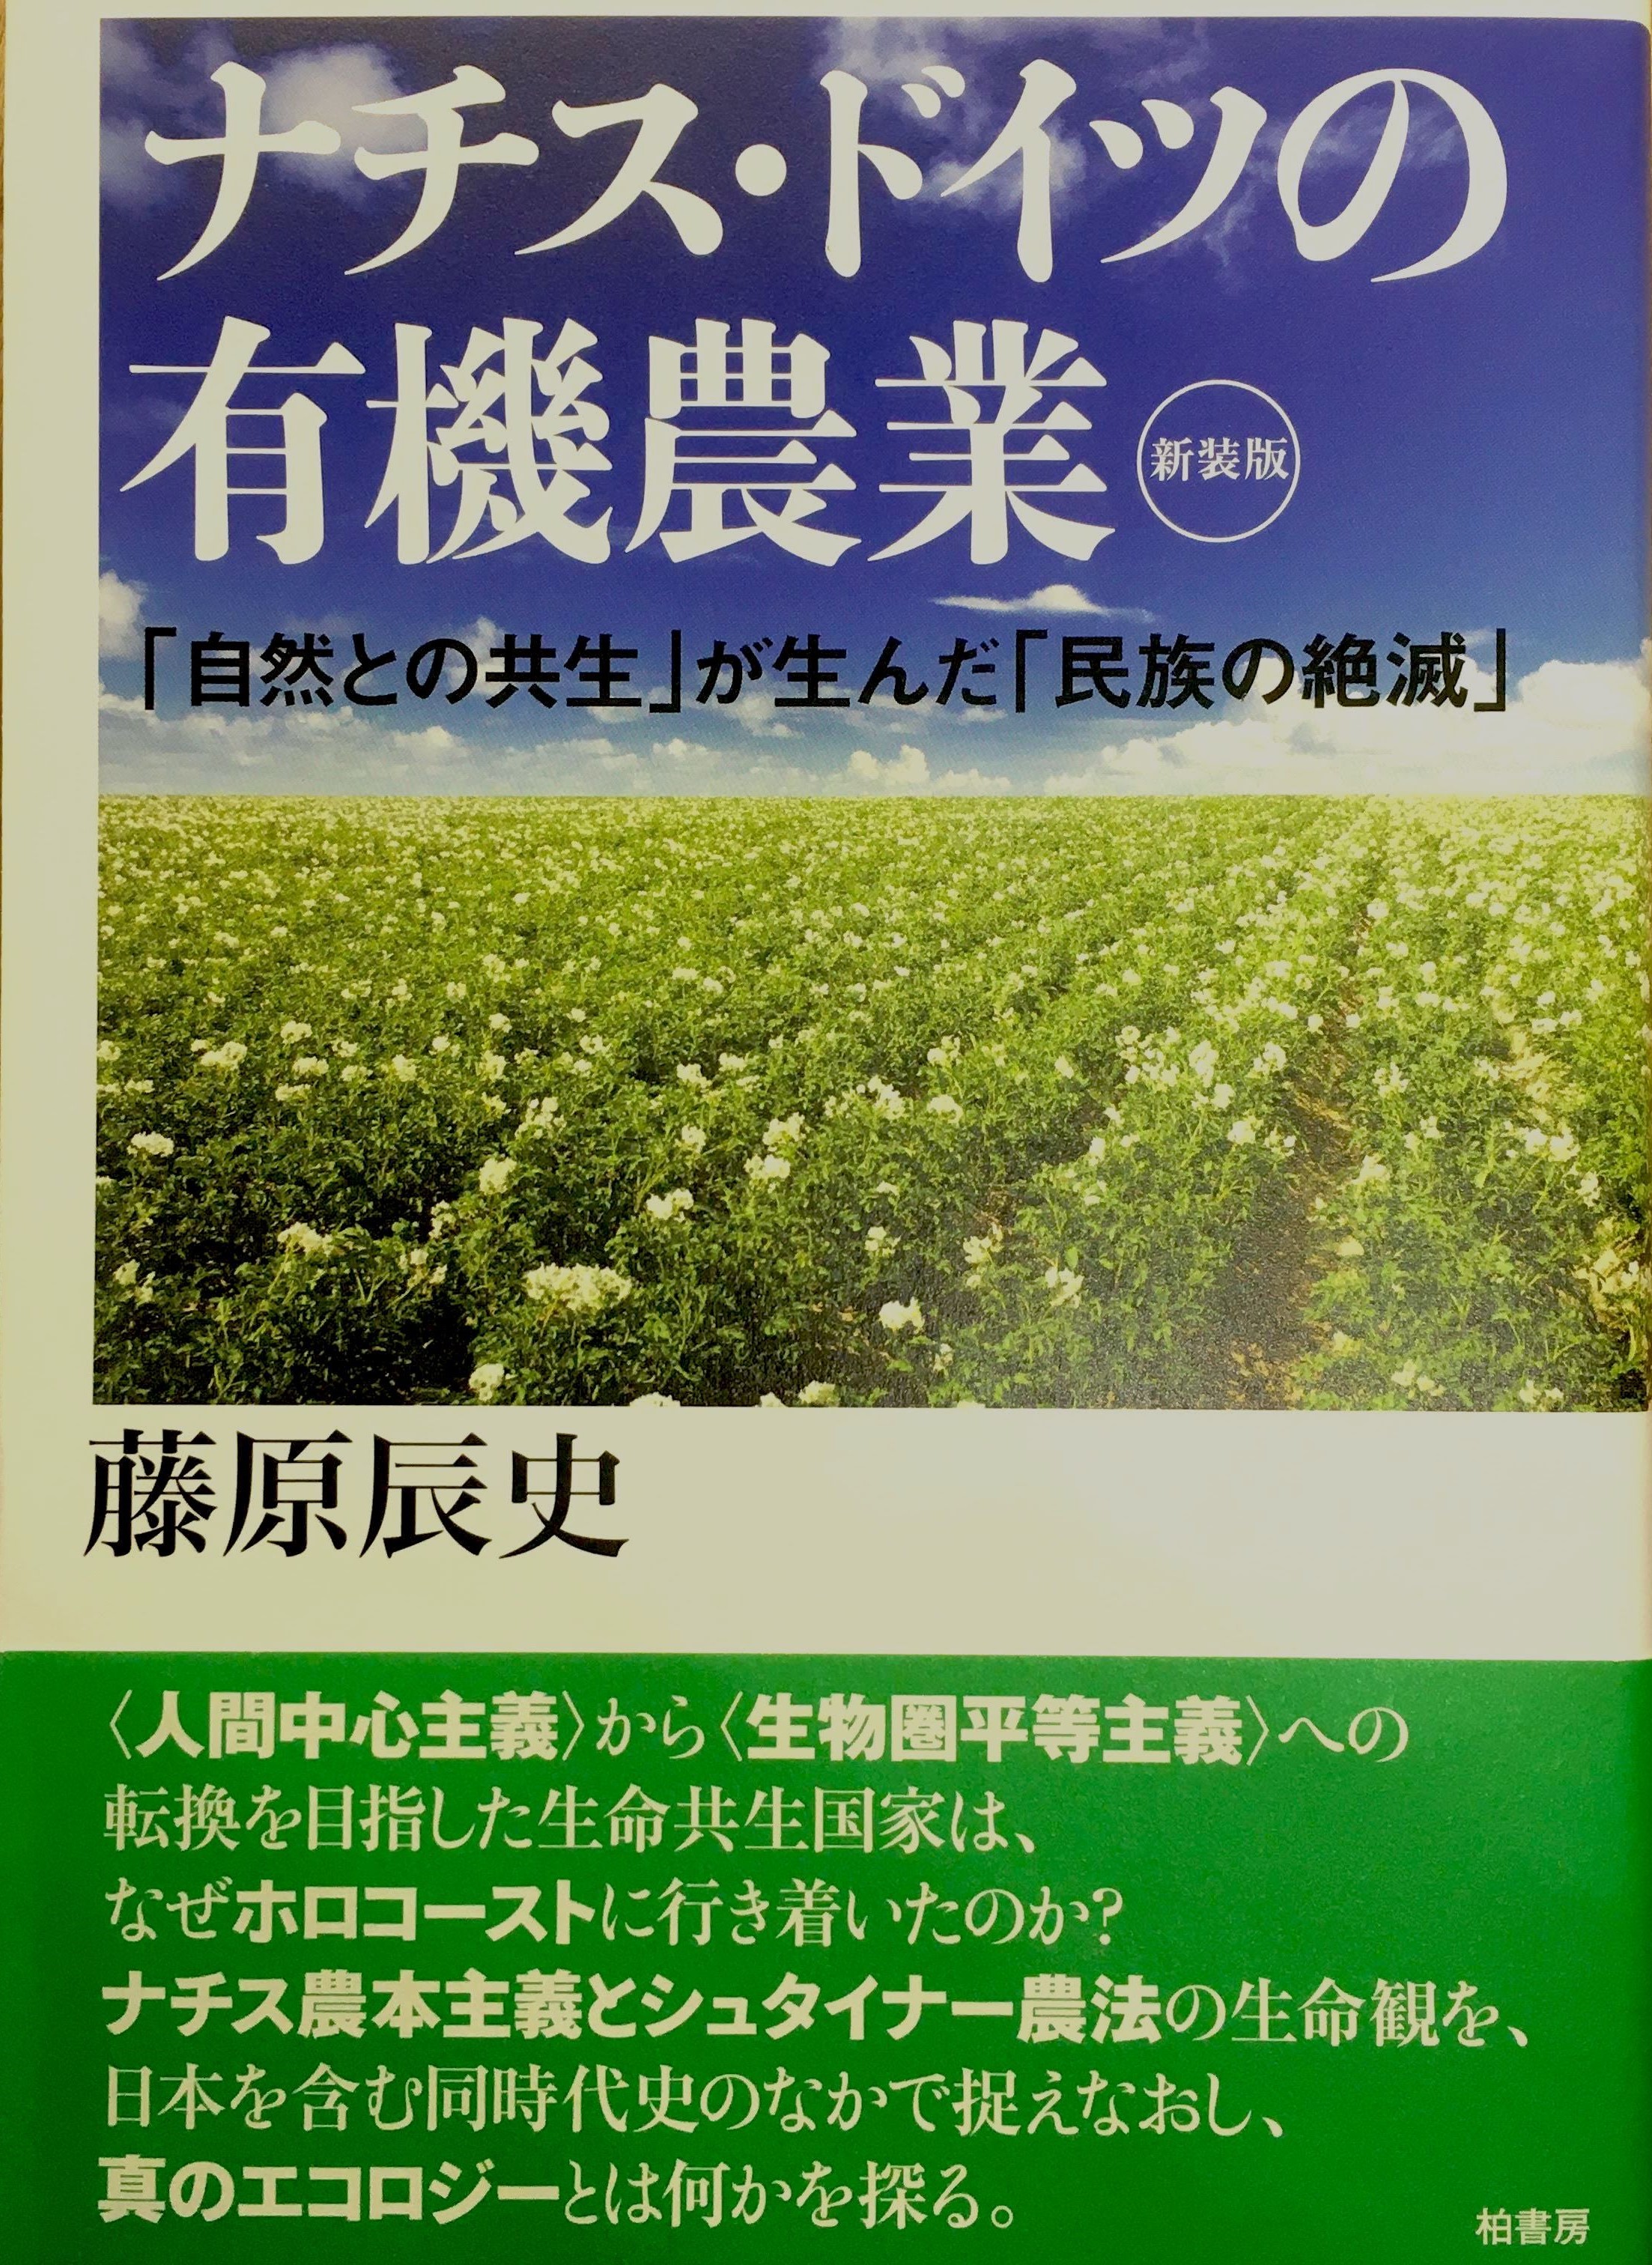 ナチス・ドイツの
有機農業 新装版
「自然との共生」が生んだ「民族の絶滅」
藤原辰史
〈人間中心主義〉から〈生物圏平等主義〉への
転換を目指した生命共生国家は、
なぜホロコーストに行き着いたのか?
ナチス農本主義とシュタイナー農法の生命観を、
日本を含む同時代史のなかで捉えなおし、
真のエコロジーとは何かを探る。
柏書房